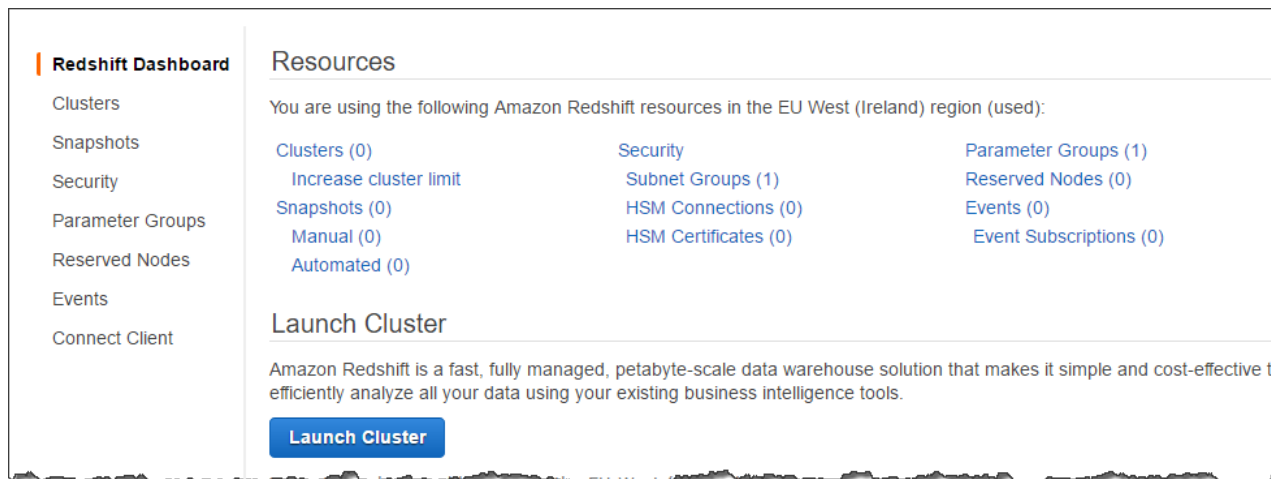 Redshift Dashboard
Clusters
Snapshots
Security
Parameter Groups
Reserved Nodes
Events
Connect Client
Resources
You are using the following Amazon Redshift resources in the EU West (Ireland) region (used):
Clusters (0)
Increase cluster limit
Snapshots (0)
Manual (0)
Automated (0)
Security
Subnet Groups (1)
HSM Connections (0)
HSM Certificates (0)
Parameter Groups (1)
Reserved Nodes (0)
Events (0)
Event Subscriptions (0)
Launch Cluster
Amazon Redshift is a fast, fully managed, petabyte-scale data warehouse solution that makes it simple and cost-effective t
efficiently analyze all your data using your existing business intelligence tools.
Launch Cluster